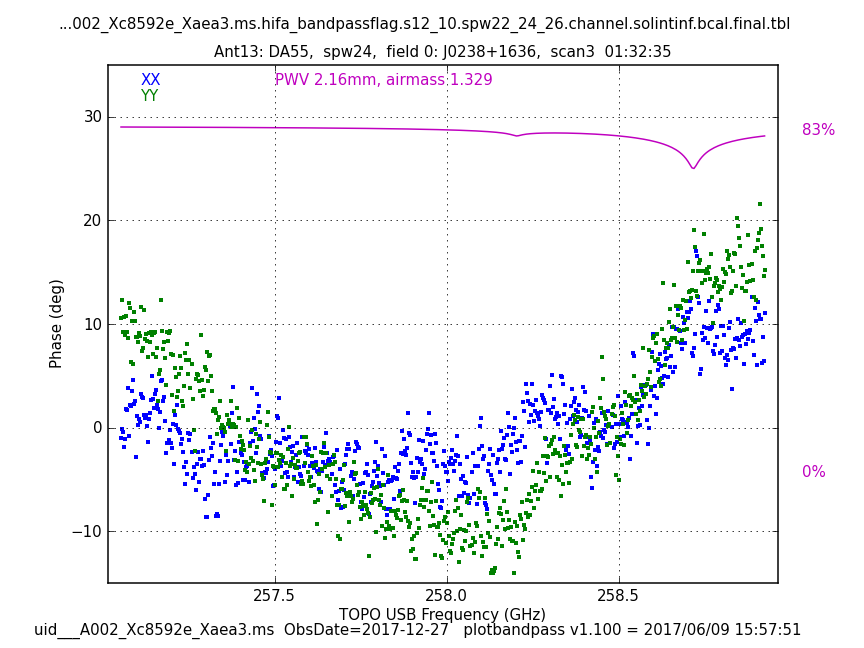 ...002_Xc8592e_Xaea3.ms.hifa_bandpassflag.s12_10.spw22_24_26.channel.solintinf.bcal.final.tbl
Ant13: DA55, spw24, field 0: J0238+1636, scan3 01:32:35
XX PWV 2.16mm, airmass 1.329
YY
30
83%
20
10
Phase (deg)
0
0%
−10
257.5 258.0 258.5
TOPO USB Frequency (GHz)
uid___A002_Xc8592e_Xaea3.ms ObsDate=2017-12-27 plotbandpass v1.100 = 2017/06/09 15:57:51